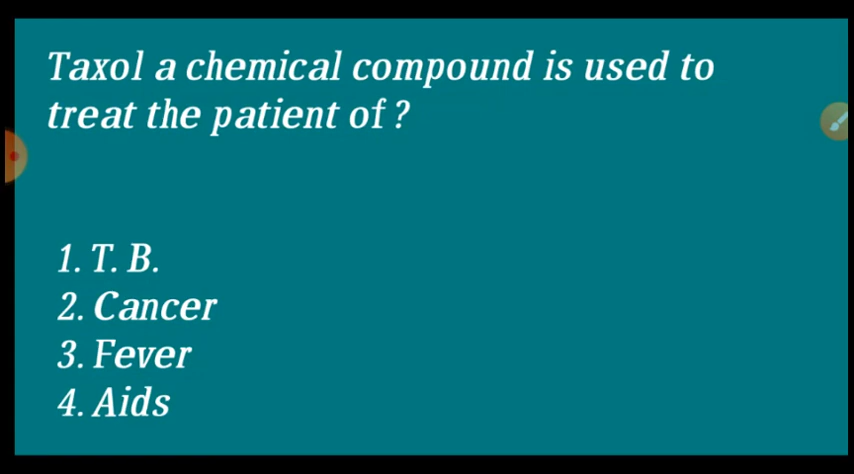 Taxol a chemical compound is used to
treat the patient of ?
1. T. B.
2. Cancer
3. Fever
4. Aids